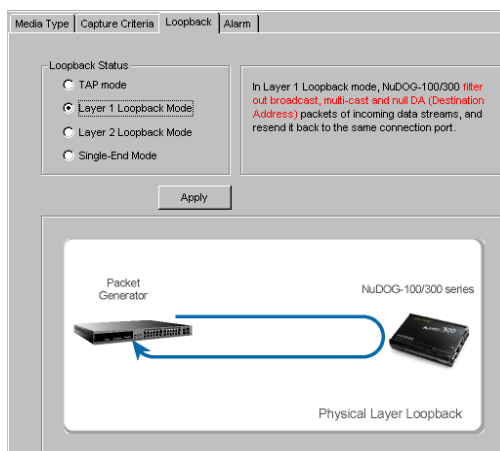 Media Type Capture Criteria Loopback Alarm
Loopback Status
TAP mode
Layer 1 Loopback Mode
Layer 2 Loopback Mode
Single-End Mode
In Layer 1 Loopback mode, NuDOG-100/300 filter
out broadcast, multi-cast and null DA (Destination
Address) packets of incoming data streams, and
resend it back to the same connection port.
Apply
Packet
Generator
NuDOG-100/300 series
NuDOG 300
Physical Layer Loopback